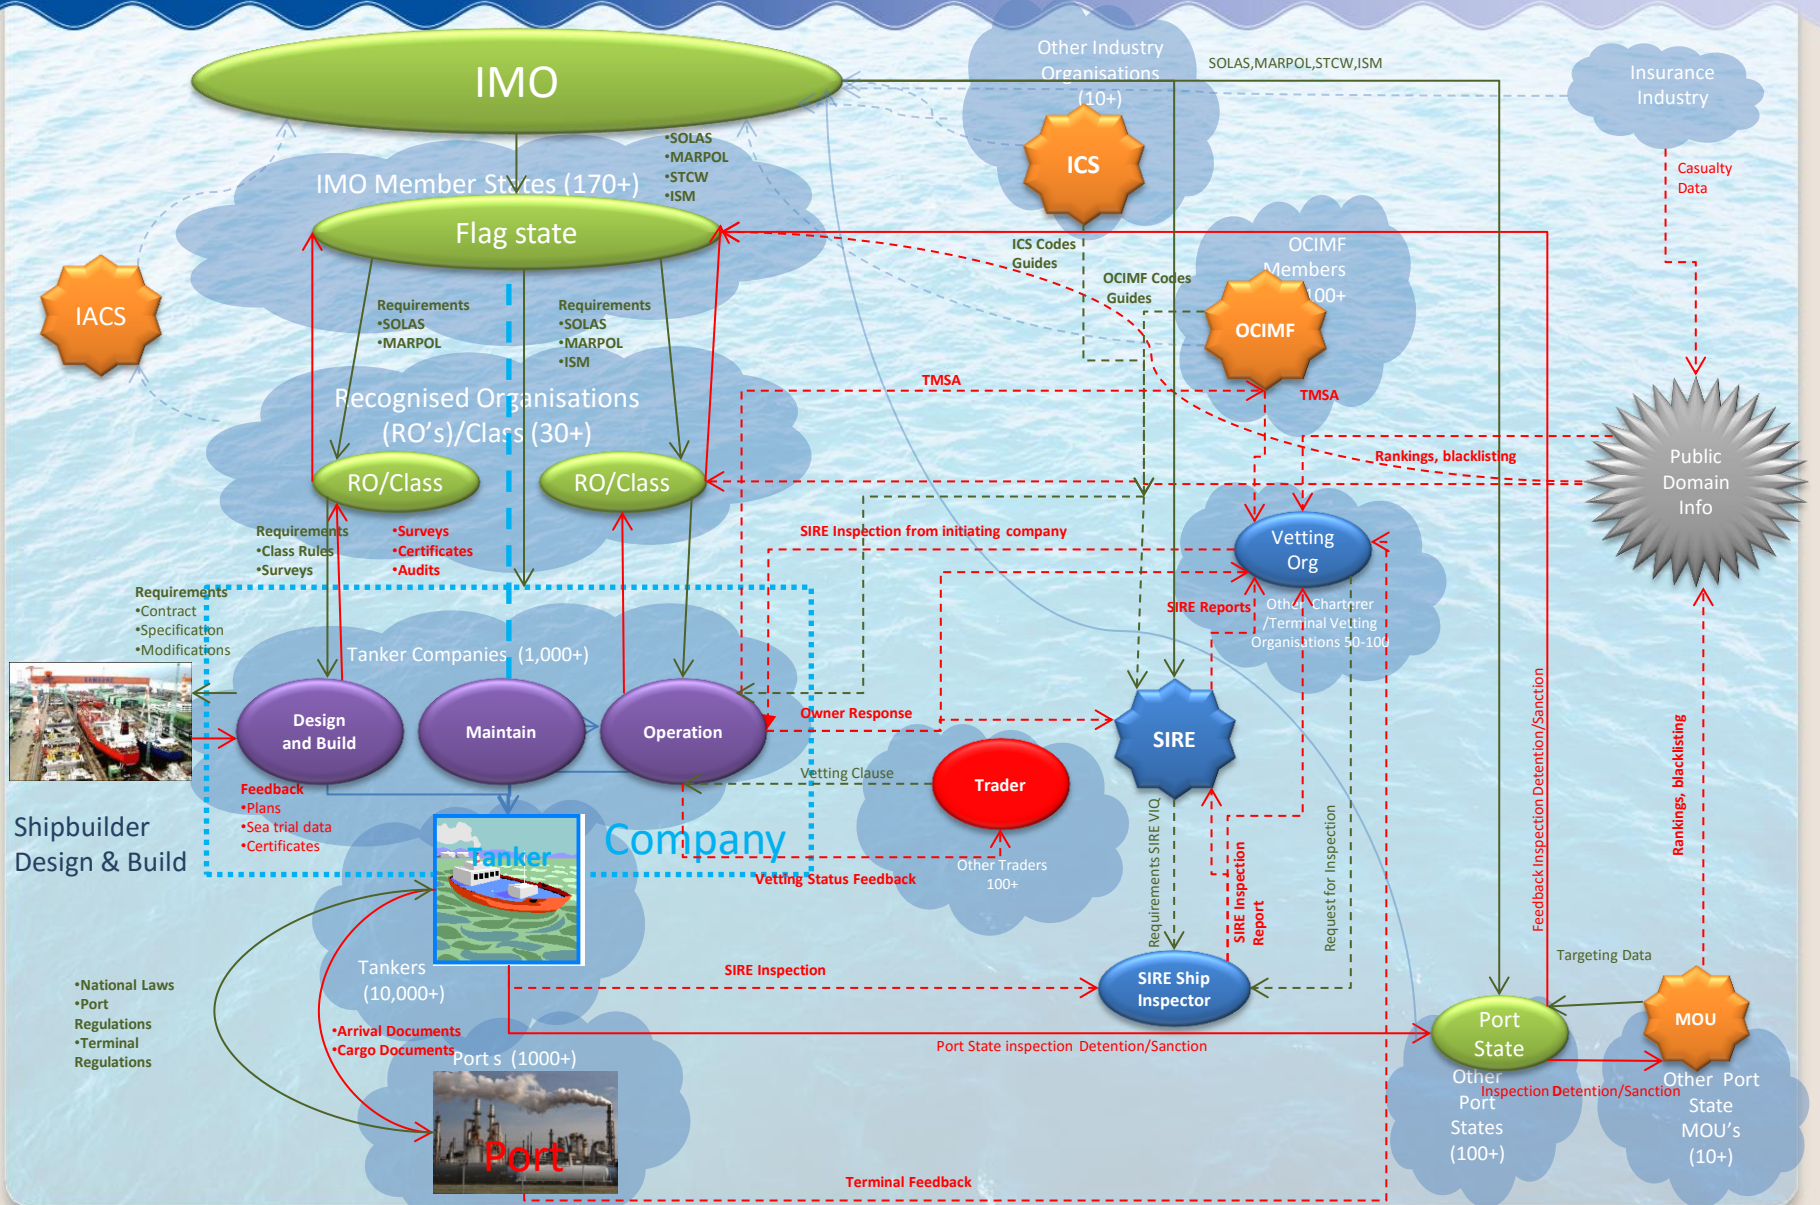 IMO
Other Industry
Organisations
(10+)
SOLAS,MARPOL,STCW,ISM
Insurance
Industry
•SOLAS
•MARPOL
•STCW
•ISM
ICS
Casualty
Data
IMO Member States (170+)
Flag state
ICS Codes
Guides
OCIMF
Members
100+
OCIMF Codes
Guides
IACS
OCIMF
Requirements
•SOLAS
•MARPOL
Requirements
•SOLAS
•MARPOL
•ISM
TMSA
TMSA
Recognised Organisations
(RO's)/Class (30+)
Rankings, blacklisting
Public
Domain
Info
RO/Class
RO/Class
Requirements
•Class Rules
•Surveys
•Surveys
•Certificates
•Audits
SIRE Inspection from initiating company
Vetting
Org
Requirements
•Contract
•Specification
•Modifications
SIRE Reports
Other Charterer
/Terminal Vetting
Organisations 50-100
Tanker Companies (1,000+)
Design
and Build
Maintain
Operation
Owner Response
SIRE
Feedback Inspection Detention/Sanction
Rankings, blacklisting
Vetting Clause
Trader
Feedback
•Plans
•Sea trial data
•Certificates
Shipbuilder
Design & Build
Tanker
Company
Other Traders
100+
Vetting Status Feedback
Requirements SIRE VIQ
SIRE Inspection
Report
Request for Inspection
Targeting Data
Tankers
(10,000+)
SIRE Inspection
SIRE Ship
Inspector
•National Laws
•Port
Regulations
•Terminal
Regulations
•Arrival Documents
•Cargo Documents
Port State inspection Detention/Sanction
Port
State
MOU
Port s (1000+)
Inspection Detention/Sanction
Other
Port
States
(100+)
Other Port
State
MOU's
(10+)
Port
Terminal Feedback